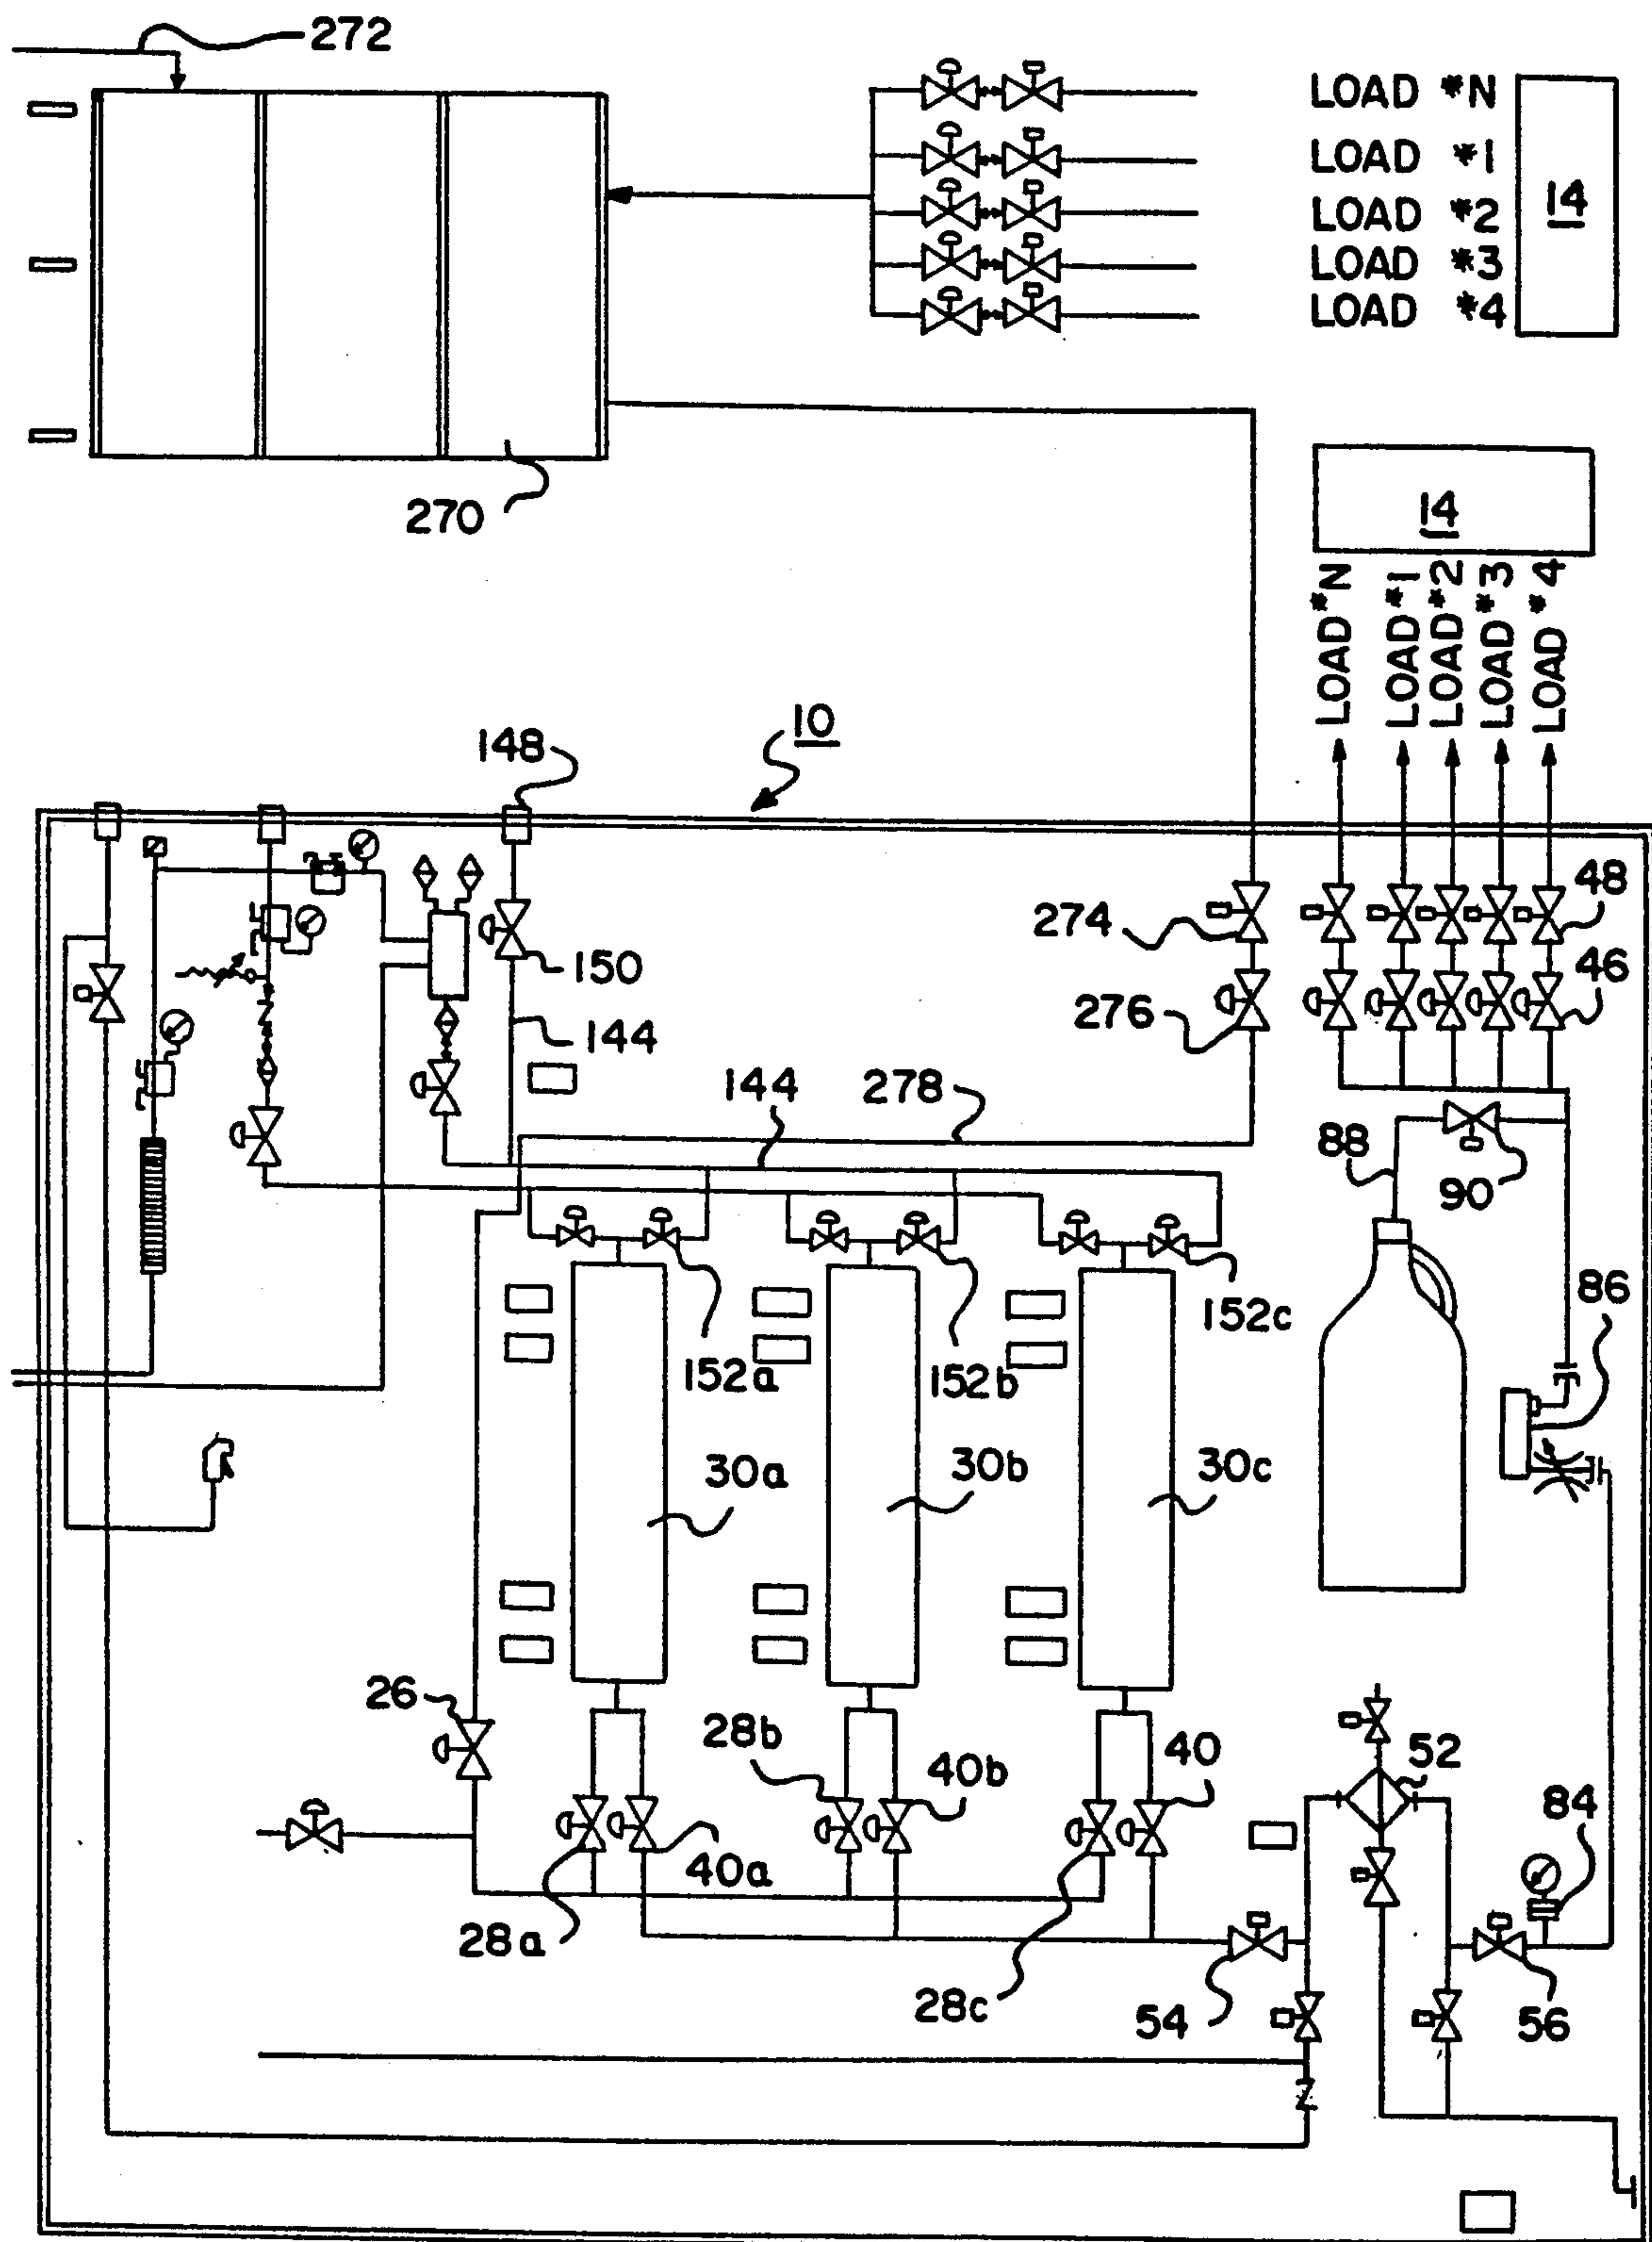 272
LOAD *N
LOAD *1
LOAD *2
LOAD *3
LOAD *4
14
270
14
LOAD *N
LOAD *1
LOAD *2
LOAD *3
LOAD *4
10
148
48
274
46
150
276
144
144
278
88
90
86
152a
152b
152c
30a
30b
30c
26
28b
40b
40
52
84
40a
28a
28c
54
56